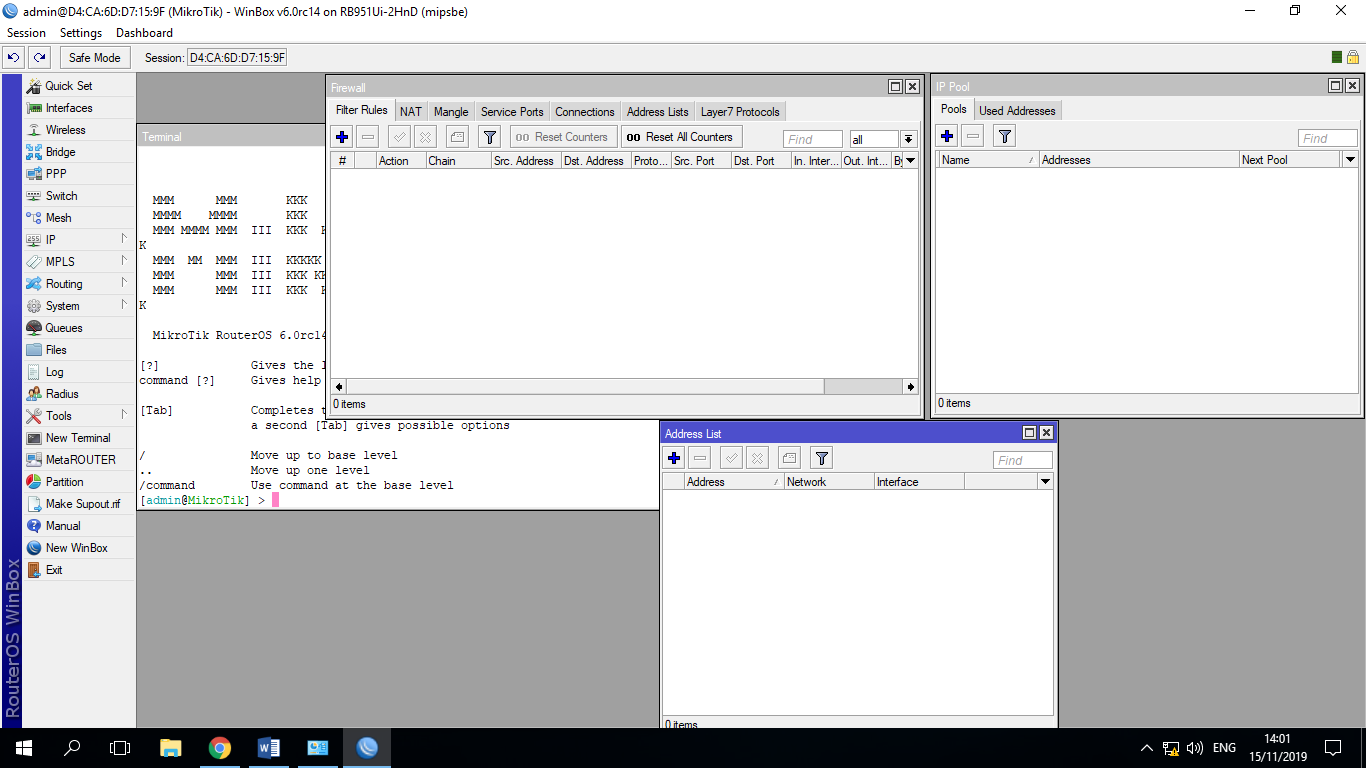 admin@D4:CA:6D:D7:15:9F (MikroTik) - WinBox v6.0rc14 on RB951Ui-2HnD (mipsbe)
Session Settings Dashboard
Safe Mode Session: D4:CA:6D:D7:15:9F
RouterOS WinBox
Quick Set
Interfaces
Wireless
Bridge
PPP
Switch
Mesh
IP
MPLS
Routing
System
Queues
Files
Log
Radius
Tools
New Terminal
MetaROUTER
Partition
Make Supout.rif
Manual
New WinBox
Exit
Terminal
MMM MMM KKK
MMMM MMMM KKK
MMM MMMM MMM III KKK K
K
MMM MM MMM III KKKKK
MMM MMM III KKK KK
MMM MMM III KKK K
K
MikroTik RouterOS 6.0rc14
[?] Gives the l
command [?] Gives help
[Tab] Completes t
a second [Tab] gives possible options
/ Move up to base level
.. Move up one level
/command Use command at the base level
[admin@MikroTik] >
Firewall
Filter Rules NAT Mangle Service Ports Connections Address Lists Layer7 Protocols
00 Reset Counters 00 Reset All Counters Find all
# Action Chain Src. Address Dst. Address Proto... Src. Port Dst. Port In. Inter... Out. Int... By
0 items
IP Pool
Pools Used Addresses
Find
Name / Addresses Next Pool
0 items
Address List
Find
Address / Network Interface
0 items
ENG
14:01
15/11/2019